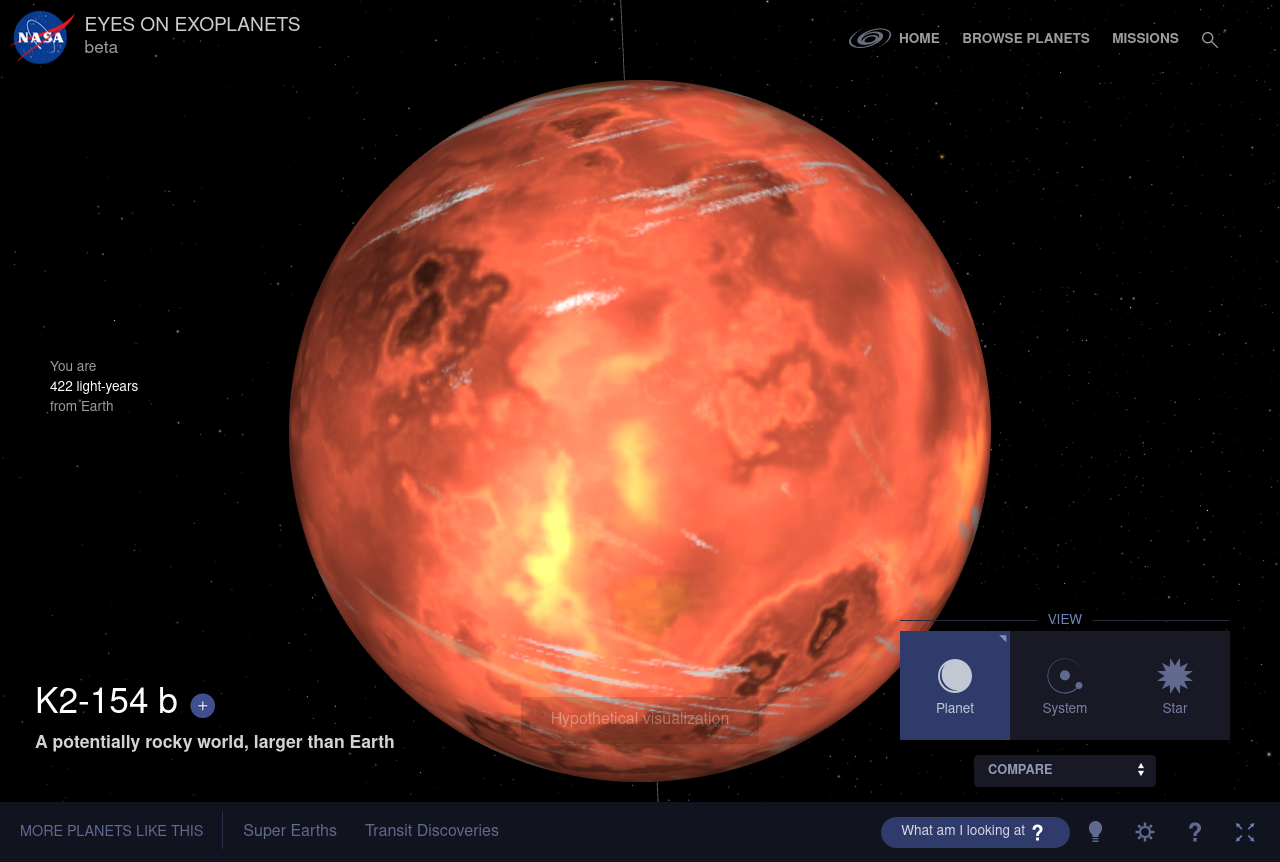 NASA
EYES ON EXOPLANETS
beta
HOME
BROWSE PLANETS
MISSIONS
You are
422 light-years
from Earth
K2-154 b +
A potentially rocky world, larger than Earth
Hypothetical visualization
VIEW
Planet
System
Star
COMPARE
MORE PLANETS LIKE THIS
Super Earths
Transit Discoveries
What am I looking at ?
?